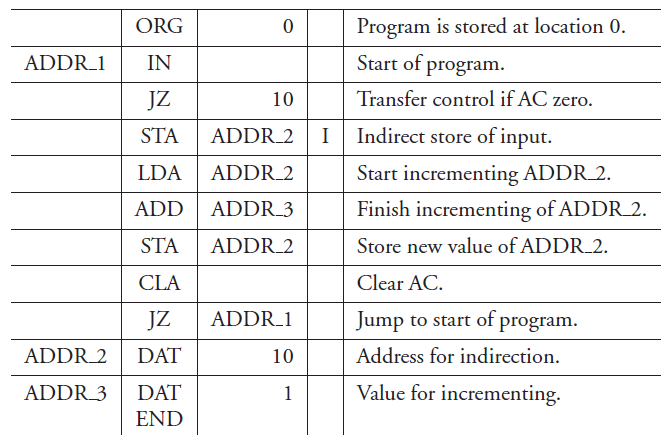 ORG 0 Program is stored at location 0.
ADDR_1 IN Start of program.
JZ 10 Transfer control if AC zero.
STA ADDR_2 I Indirect store of input.
LDA ADDR_2 Start incrementing ADDR_2.
ADD ADDR_3 Finish incrementing of ADDR_2.
STA ADDR_2 Store new value of ADDR_2.
CLA Clear AC.
JZ ADDR_1 Jump to start of program.
ADDR_2 DAT 10 Address for indirection.
ADDR_3 DAT 1 Value for incrementing.
END